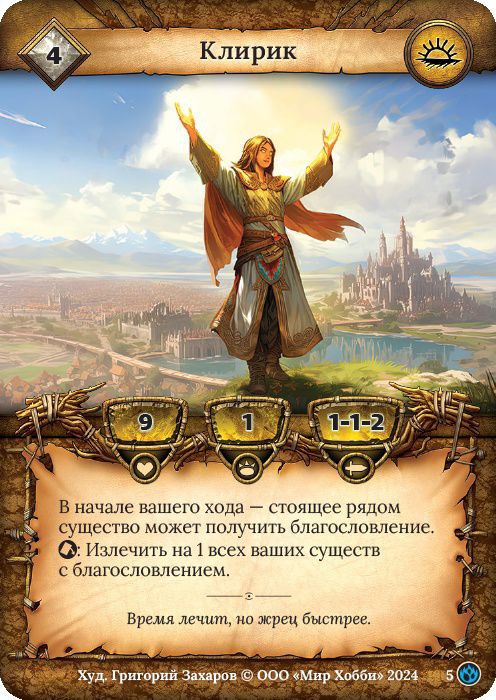 4
Клирик
9
1
1-1-2
В начале вашего хода — стоящее рядом
существо может получить благословление.
: Излечить на 1 всех ваших существ
с благословлением.
Время лечит, но жрец быстрее.
Худ. Григорий Захаров © ООО «Мир Хобби» 2024
5